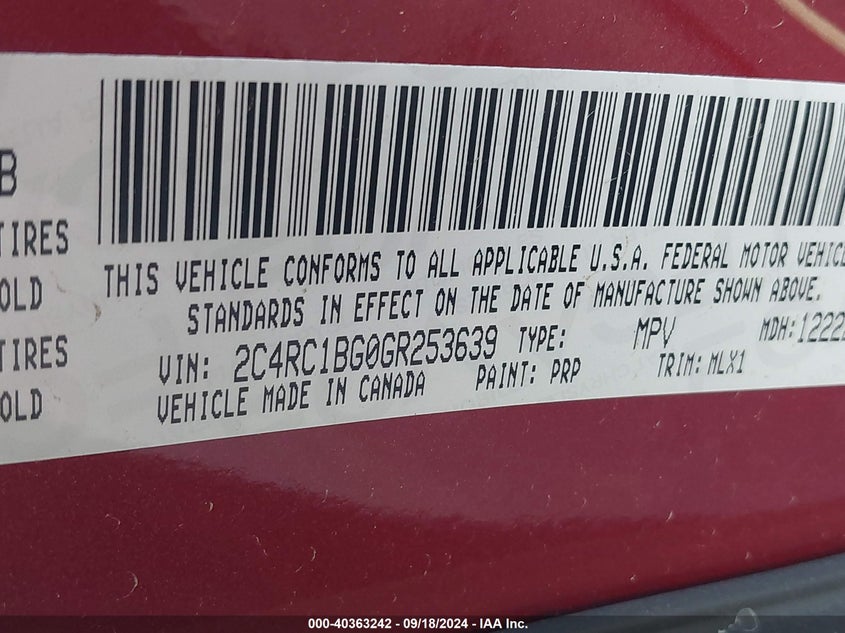 B
TIRES
OLD
TIRES
OLD
THIS VEHICLE CONFORMS TO ALL APPLICABLE U.S.A. FEDERAL MOTOR VEHICLE
STANDARDS IN EFFECT ON THE DATE OF MANUFACTURE SHOWN ABOVE.
VIN: 2C4RC1BG0GR253639 TYPE: MPV MDH: 1222
VEHICLE MADE IN CANADA PAINT: PRP TRIM: MLX1
000-40363242 - 09/18/2024 - IAA Inc.